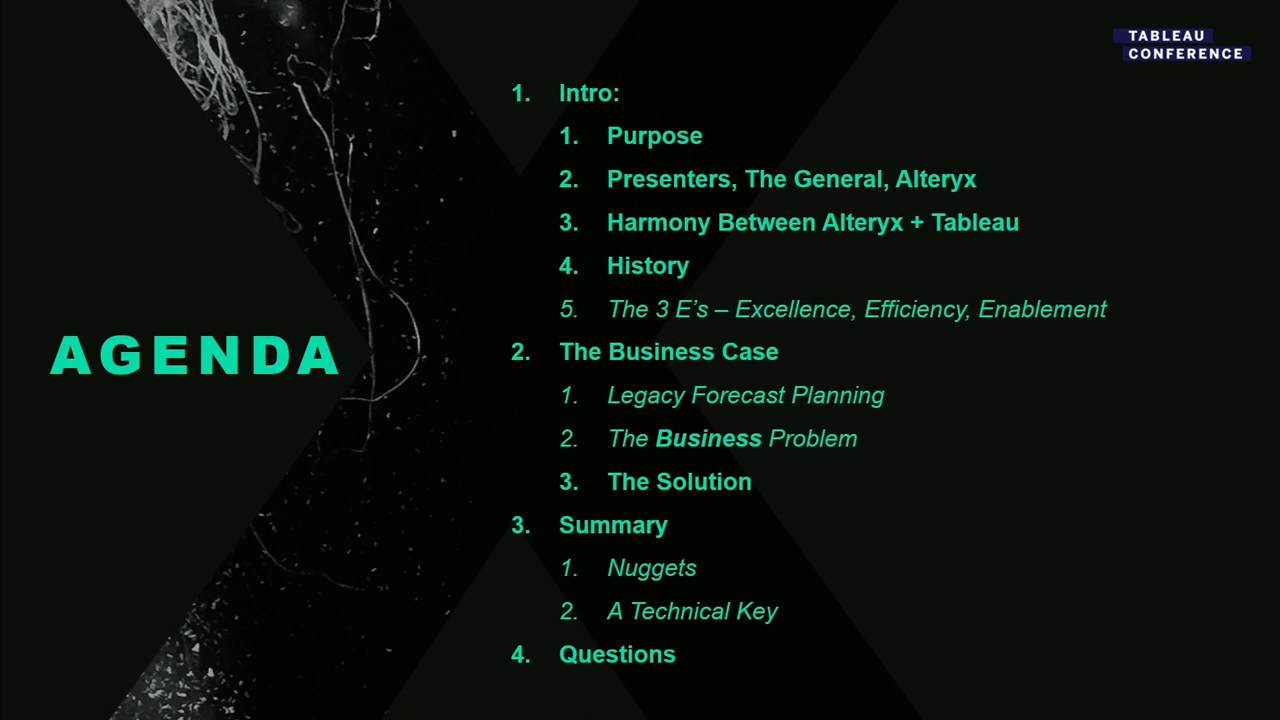 TABLEAU
CONFERENCE
AGENDA
1. Intro:
1. Purpose
2. Presenters, The General, Alteryx
3. Harmony Between Alteryx + Tableau
4. History
5. The 3 E’s – Excellence, Efficiency, Enablement
2. The Business Case
1. Legacy Forecast Planning
2. The Business Problem
3. The Solution
3. Summary
1. Nuggets
2. A Technical Key
4. Questions